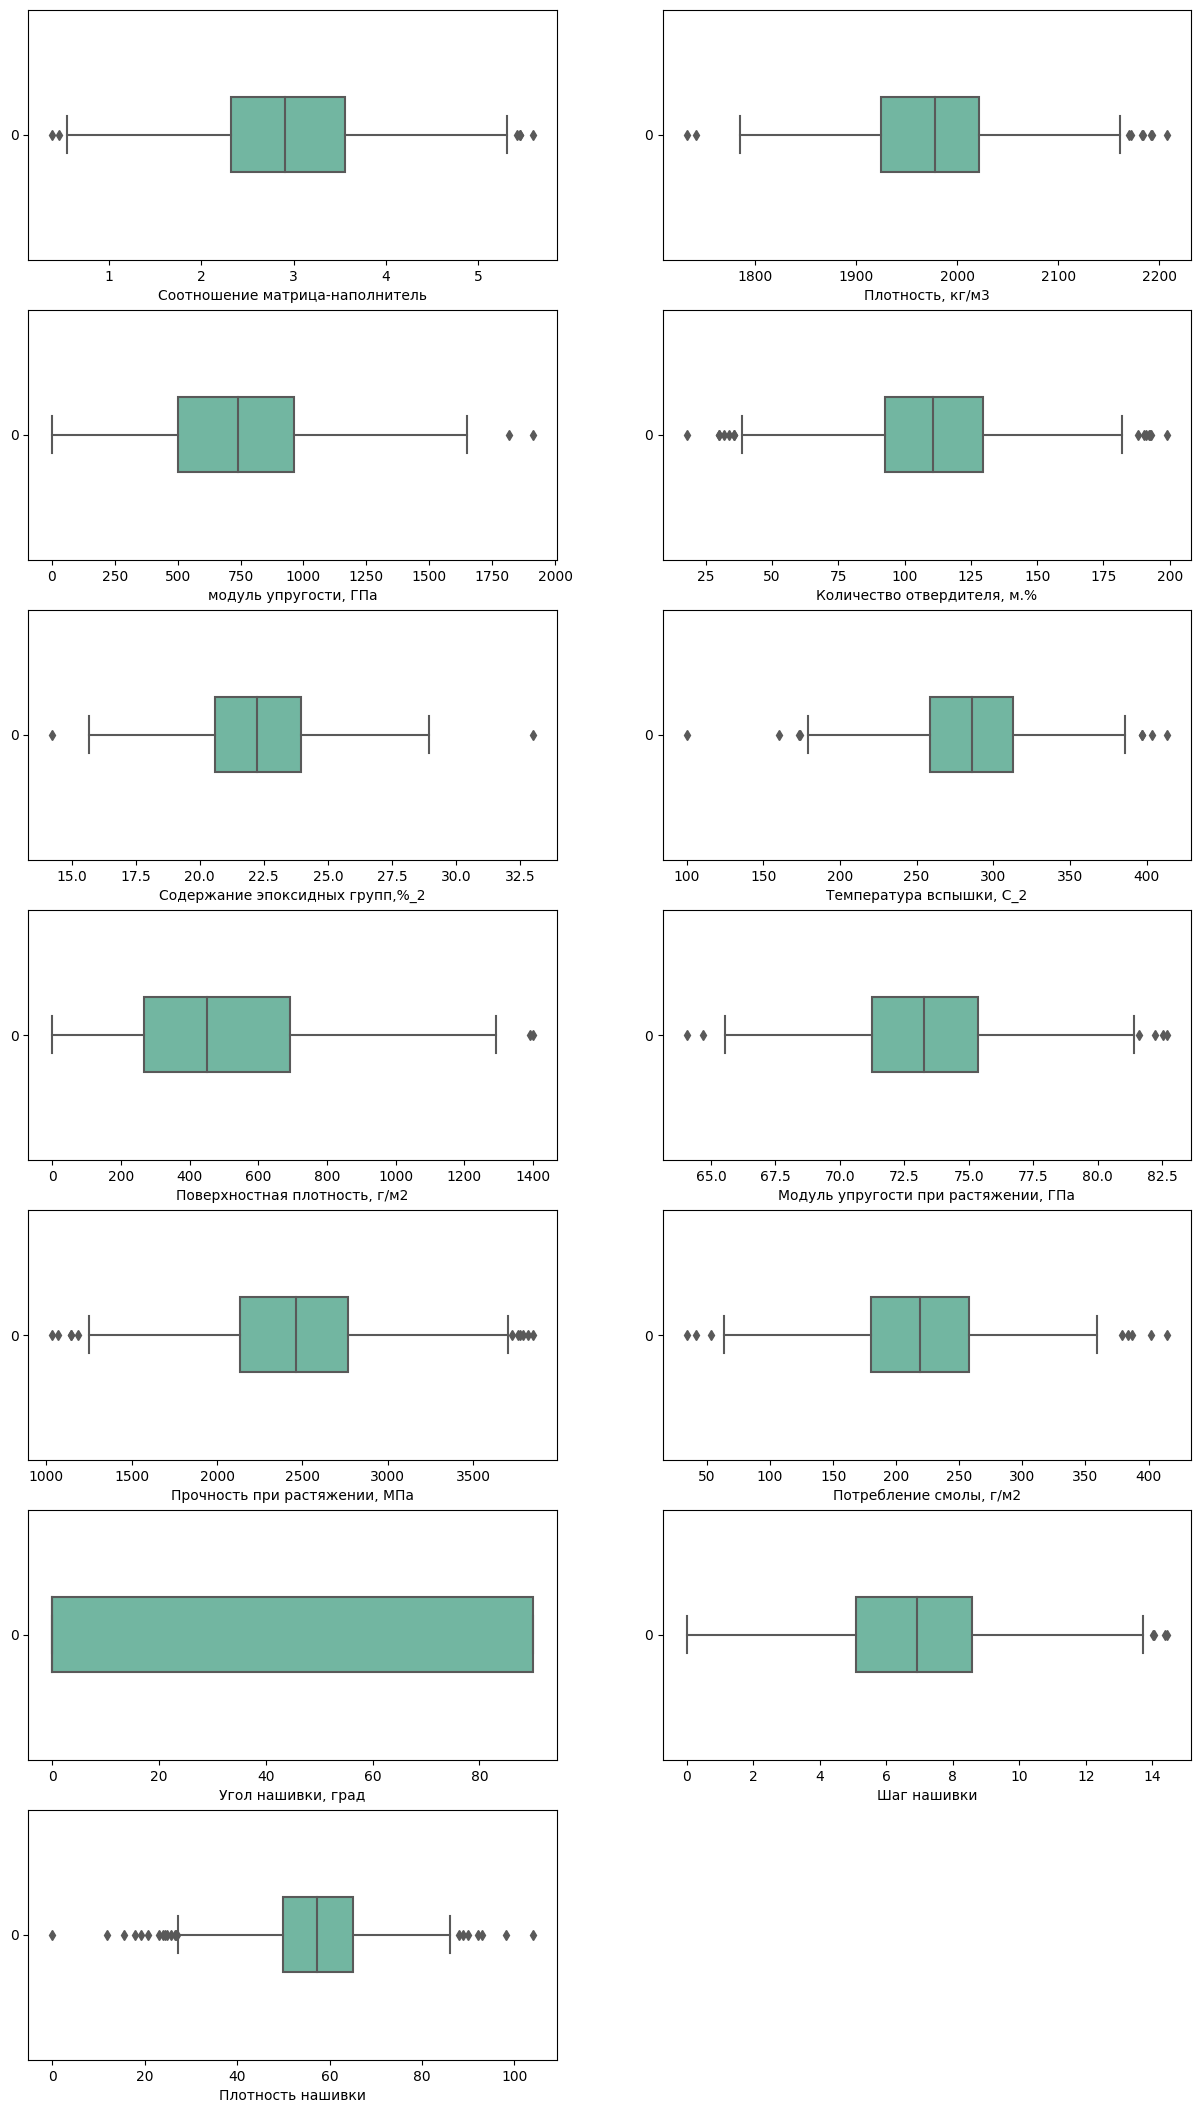 0
0
1 2 3 4 5
1800 1900 2000 2100 2200
Соотношение матрица-наполнитель
Плотность, кг/м3
0
0
0 250 500 750 1000 1250 1500 1750 2000
25 50 75 100 125 150 175 200
модуль упругости, ГПа
Количество отвердителя, м.%
0
0
15.0 17.5 20.0 22.5 25.0 27.5 30.0 32.5
100 150 200 250 300 350 400
Содержание эпоксидных групп,%_2
Температура вспышки, С_2
0
0
0 200 400 600 800 1000 1200 1400
65.0 67.5 70.0 72.5 75.0 77.5 80.0 82.5
Поверхностная плотность, г/м2
Модуль упругости при растяжении, ГПа
0
0
1000 1500 2000 2500 3000 3500
50 100 150 200 250 300 350 400
Прочность при растяжении, МПа
Потребление смолы, г/м2
0
0
0 20 40 60 80
0 2 4 6 8 10 12 14
Угол нашивки, град
Шаг нашивки
0
0 20 40 60 80 100
Плотность нашивки